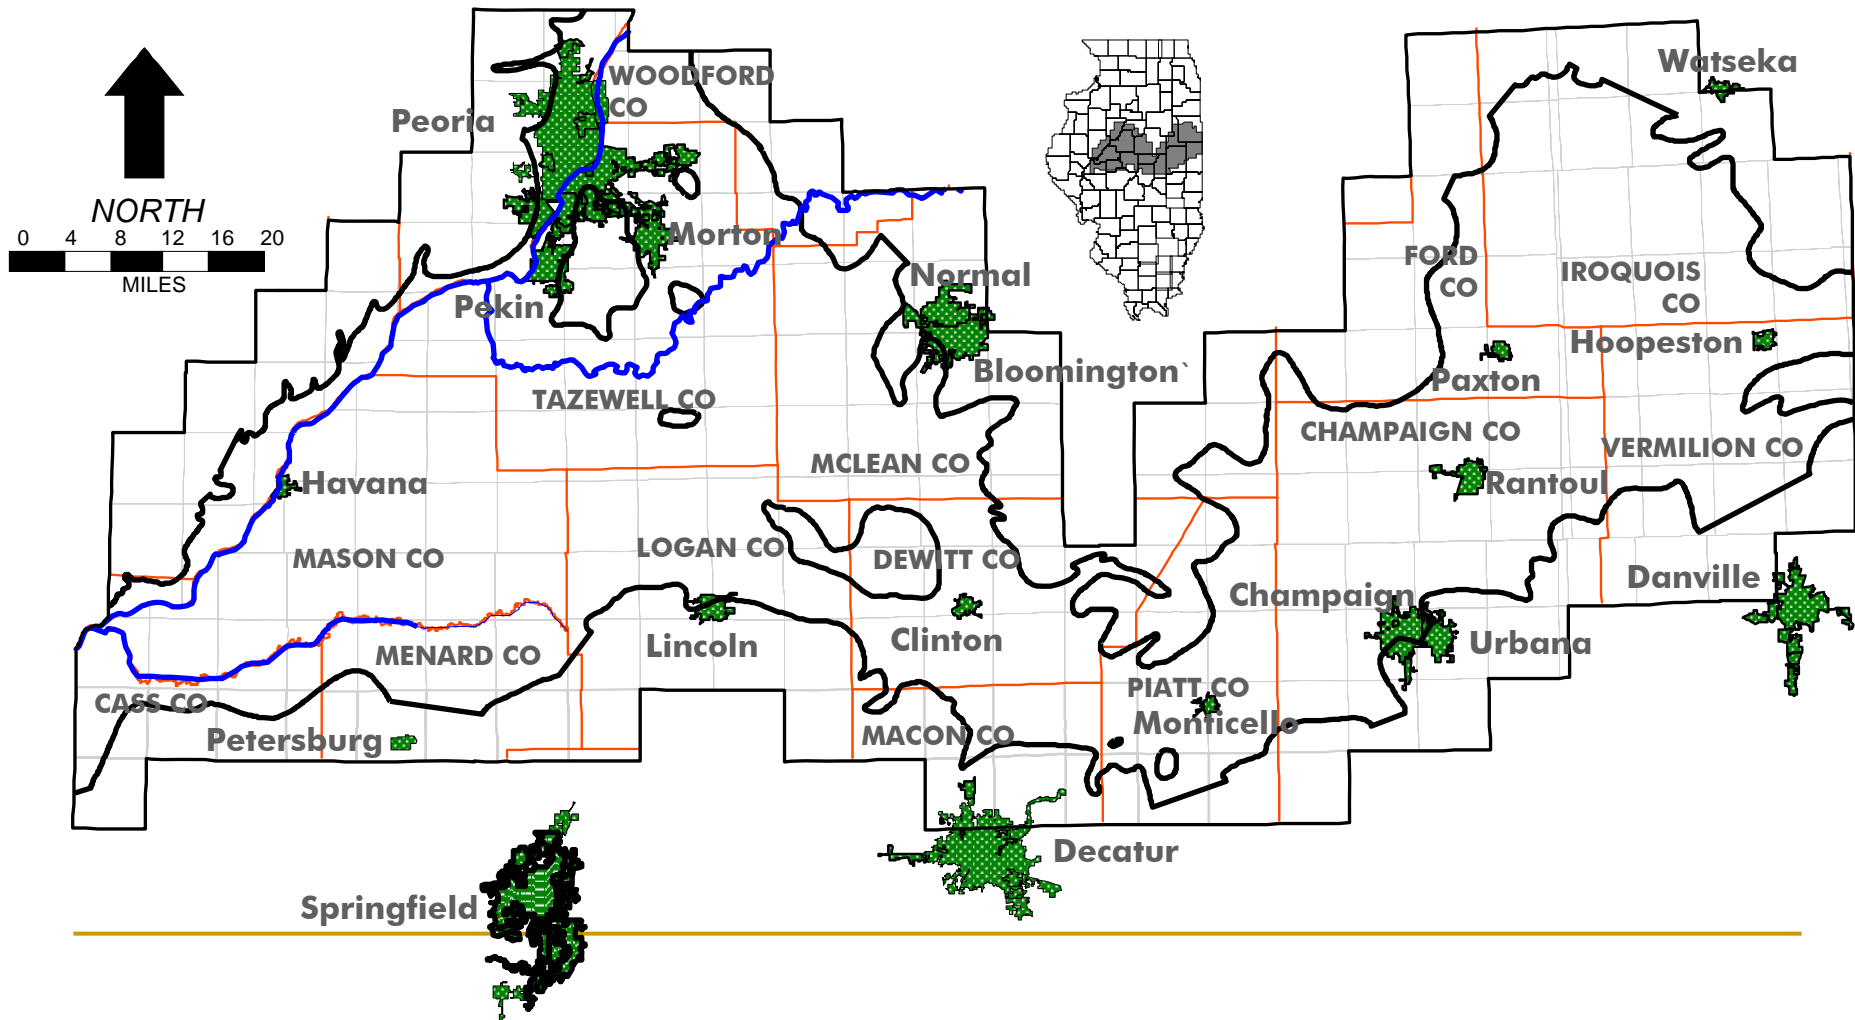 Watseka
WOODFORD
CO
Peoria
NORTH
0 4 8 12 16 20
MILES
Morton
Normal
FORD
CO
IROQUOIS
CO
Pekin
Hoopeston
Bloomington`
Paxton
TAZEWELL CO
CHAMPAIGN CO
VERMILION CO
MCLEAN CO
Havana
Rantoul
MASON CO
LOGAN CO
DEWITT CO
Danville
Champaign
Lincoln
Clinton
Urbana
MENARD CO
PIATT CO
CASS CO
Monticello
Petersburg
MACON CO
Decatur
Springfield